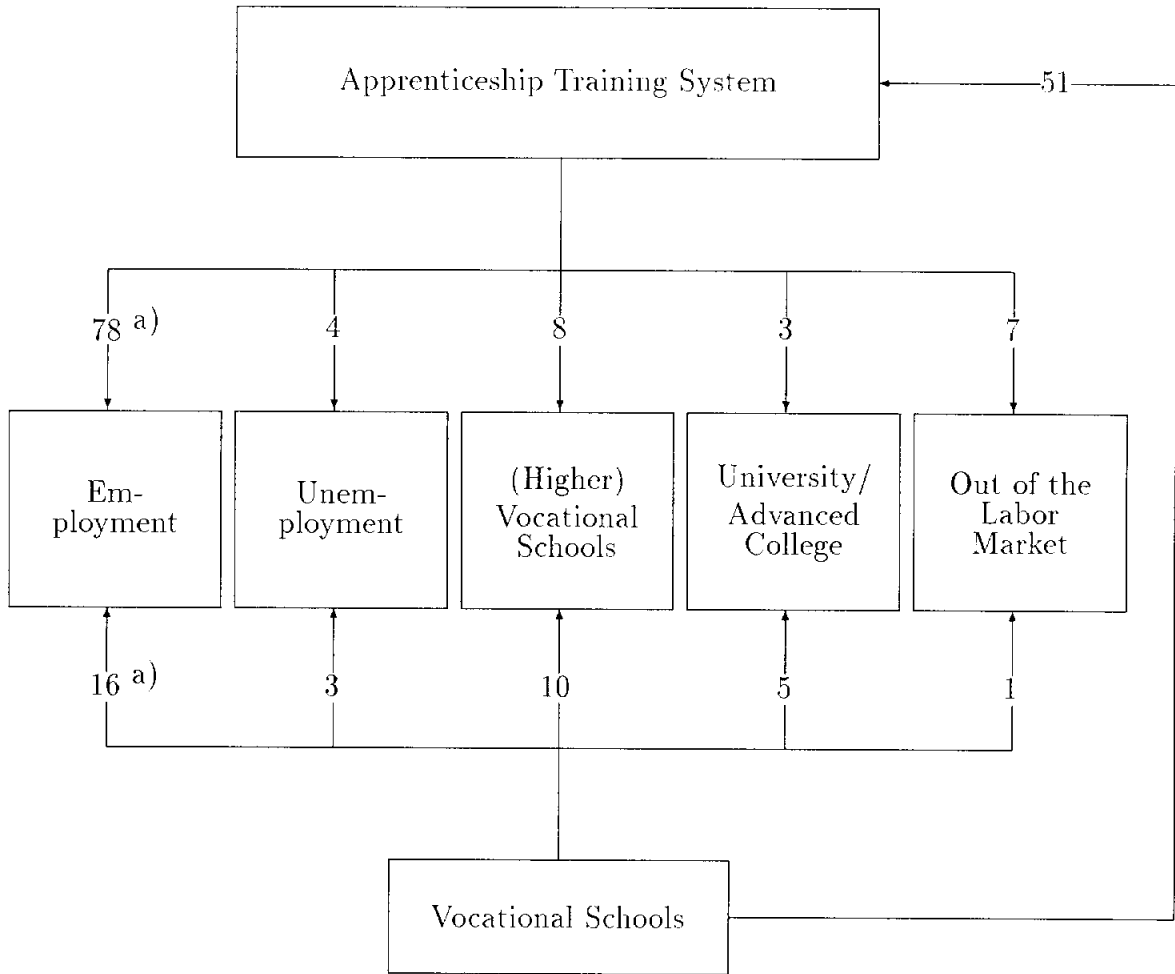 Apprenticeship Training System
51
78 a)
4
8
3
7
Em-
ployment
Unem-
ployment
(Higher)
Vocational
Schools
University/
Advanced
College
Out of the
Labor
Market
16 a)
3
10
5
1
Vocational Schools